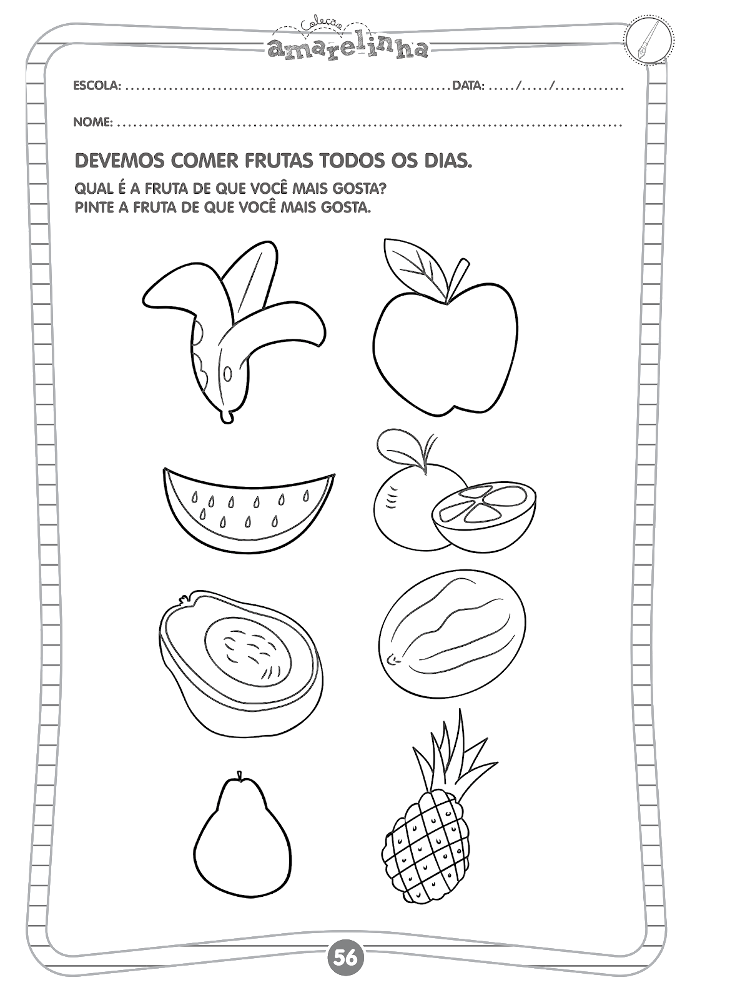 Coleção
amarelinha
ESCOLA: ............................................................ DATA: ...../...../.............
NOME: ................................................................................................
DEVEMOS COMER FRUTAS TODOS OS DIAS.
QUAL É A FRUTA DE QUE VOCÊ MAIS GOSTA?
PINTE A FRUTA DE QUE VOCÊ MAIS GOSTA.
56